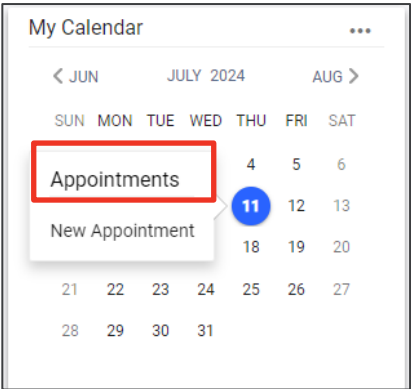 My Calendar
JUN JULY 2024 AUG
SUN MON TUE WED THU FRI SAT
4 5 6
Appointments
11 12 13
New Appointment
18 19 20
21 22 23 24 25 26 27
28 29 30 31